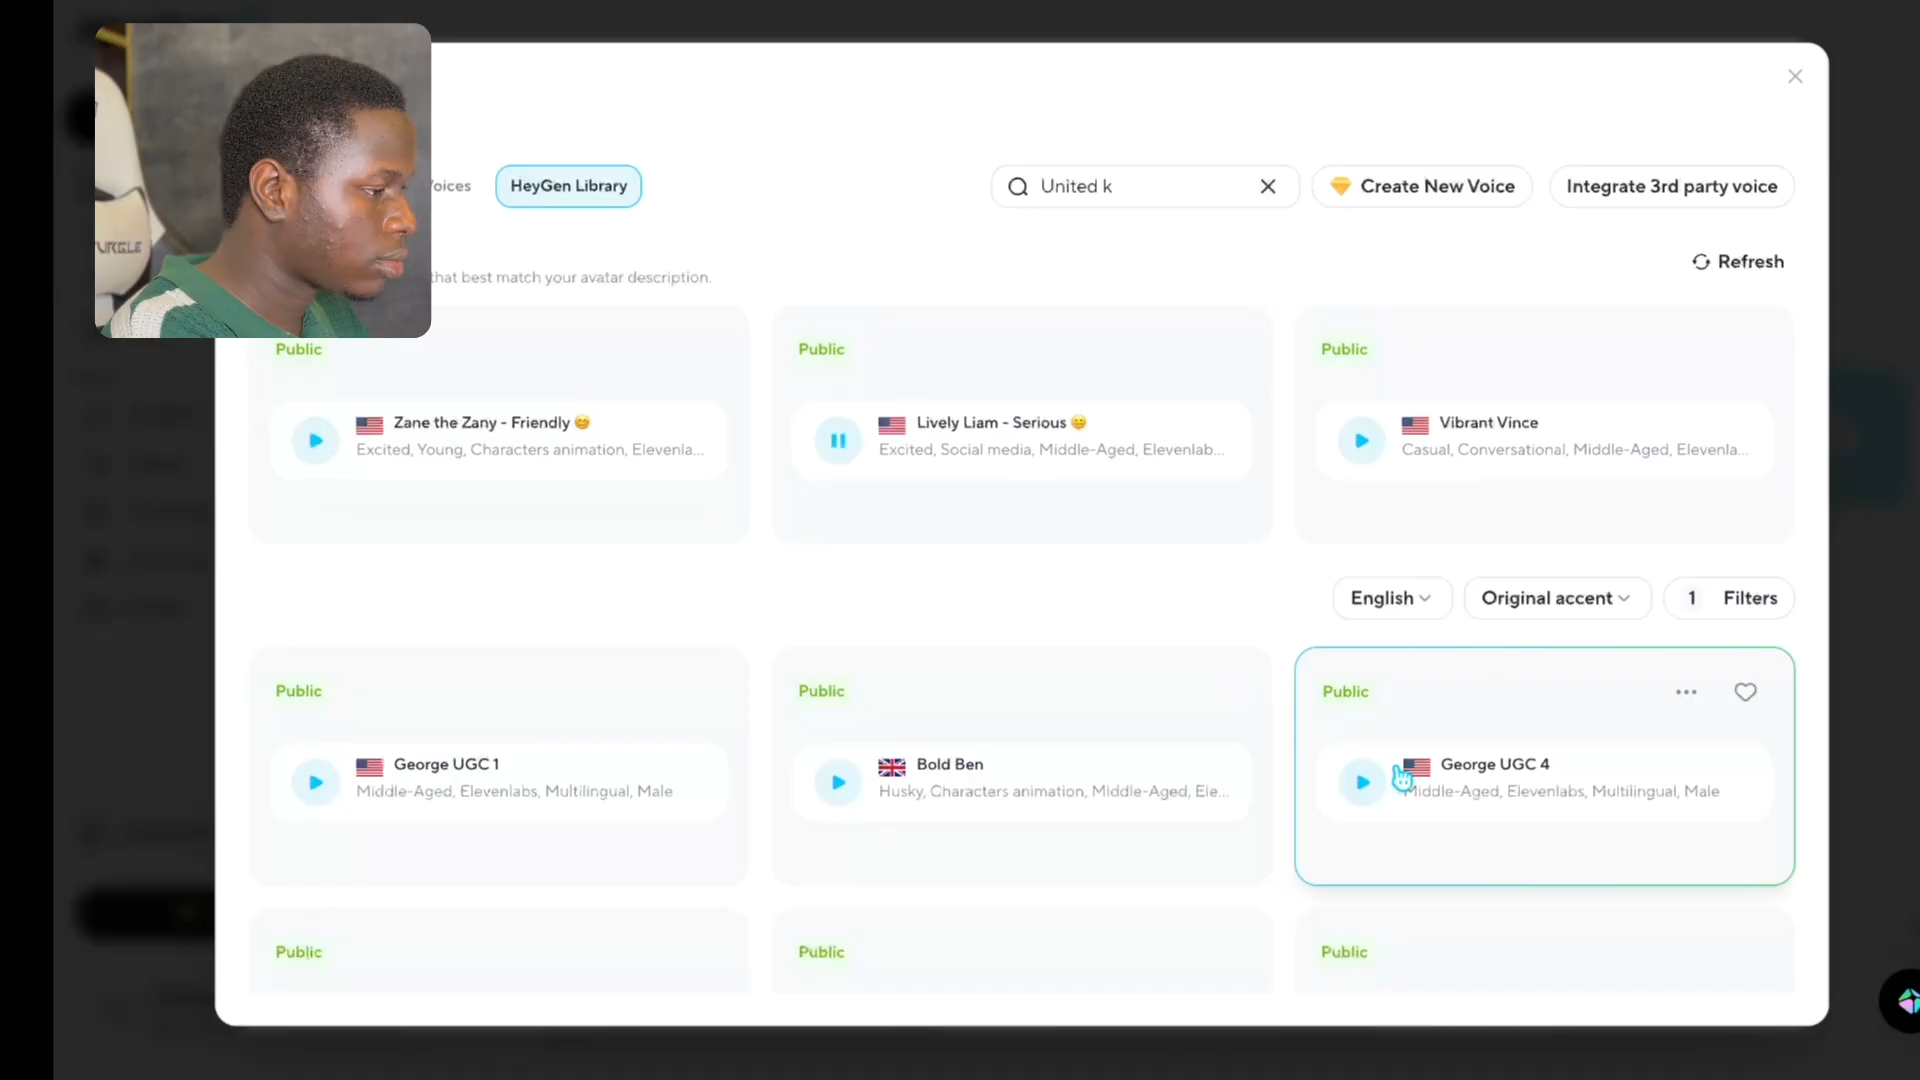 HeyGen Library
United k
Create New Voice
Integrate 3rd party voice
Refresh
that best match your avatar description.
Public
Public
Public
Zane the Zany - Friendly 😊
Excited, Young, Characters animation, Elevenla...
Lively Liam - Serious 😑
Excited, Social media, Middle-Aged, Elevenlab...
Vibrant Vince
Casual, Conversational, Middle-Aged, Elevenla...
English
Original accent
1 Filters
Public
Public
Public
George UGC 1
Middle-Aged, Elevenlabs, Multilingual, Male
Bold Ben
Husky, Characters animation, Middle-Aged, Ele...
George UGC 4
Middle-Aged, Elevenlabs, Multilingual, Male
Public
Public
Public